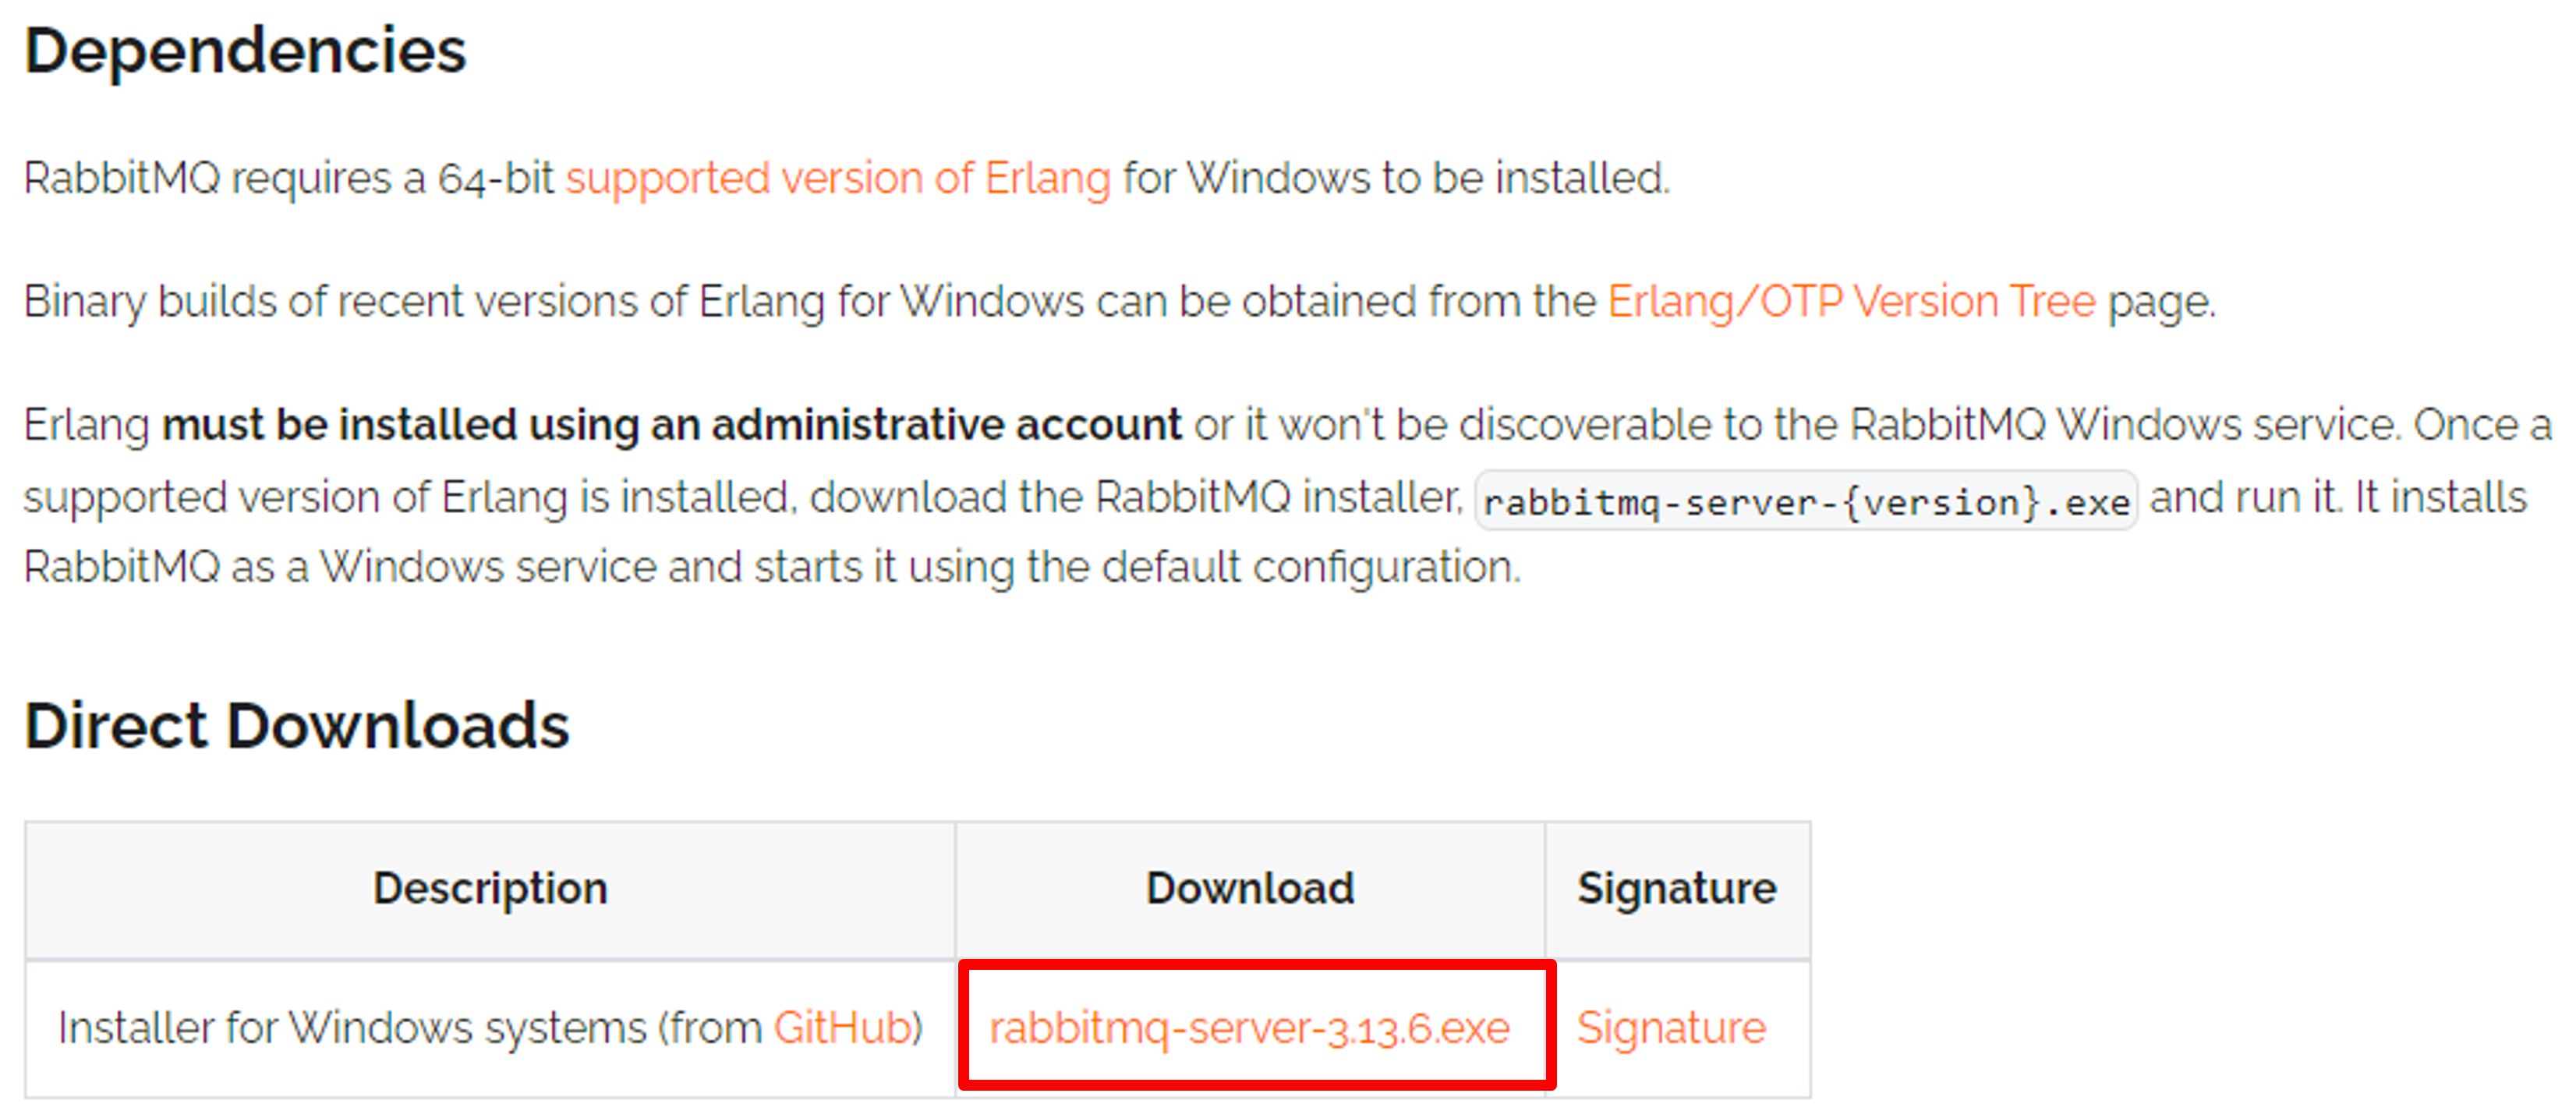 Dependencies
RabbitMQ requires a 64-bit supported version of Erlang for Windows to be installed.
Binary builds of recent versions of Erlang for Windows can be obtained from the Erlang/OTP Version Tree page.
Erlang must be installed using an administrative account or it won't be discoverable to the RabbitMQ Windows service. Once a
supported version of Erlang is installed, download the RabbitMQ installer, rabbitmq-server-{version}.exe and run it. It installs
RabbitMQ as a Windows service and starts it using the default configuration.
Direct Downloads
Description Download Signature
Installer for Windows systems (from GitHub) rabbitmq-server-3.13.6.exe Signature